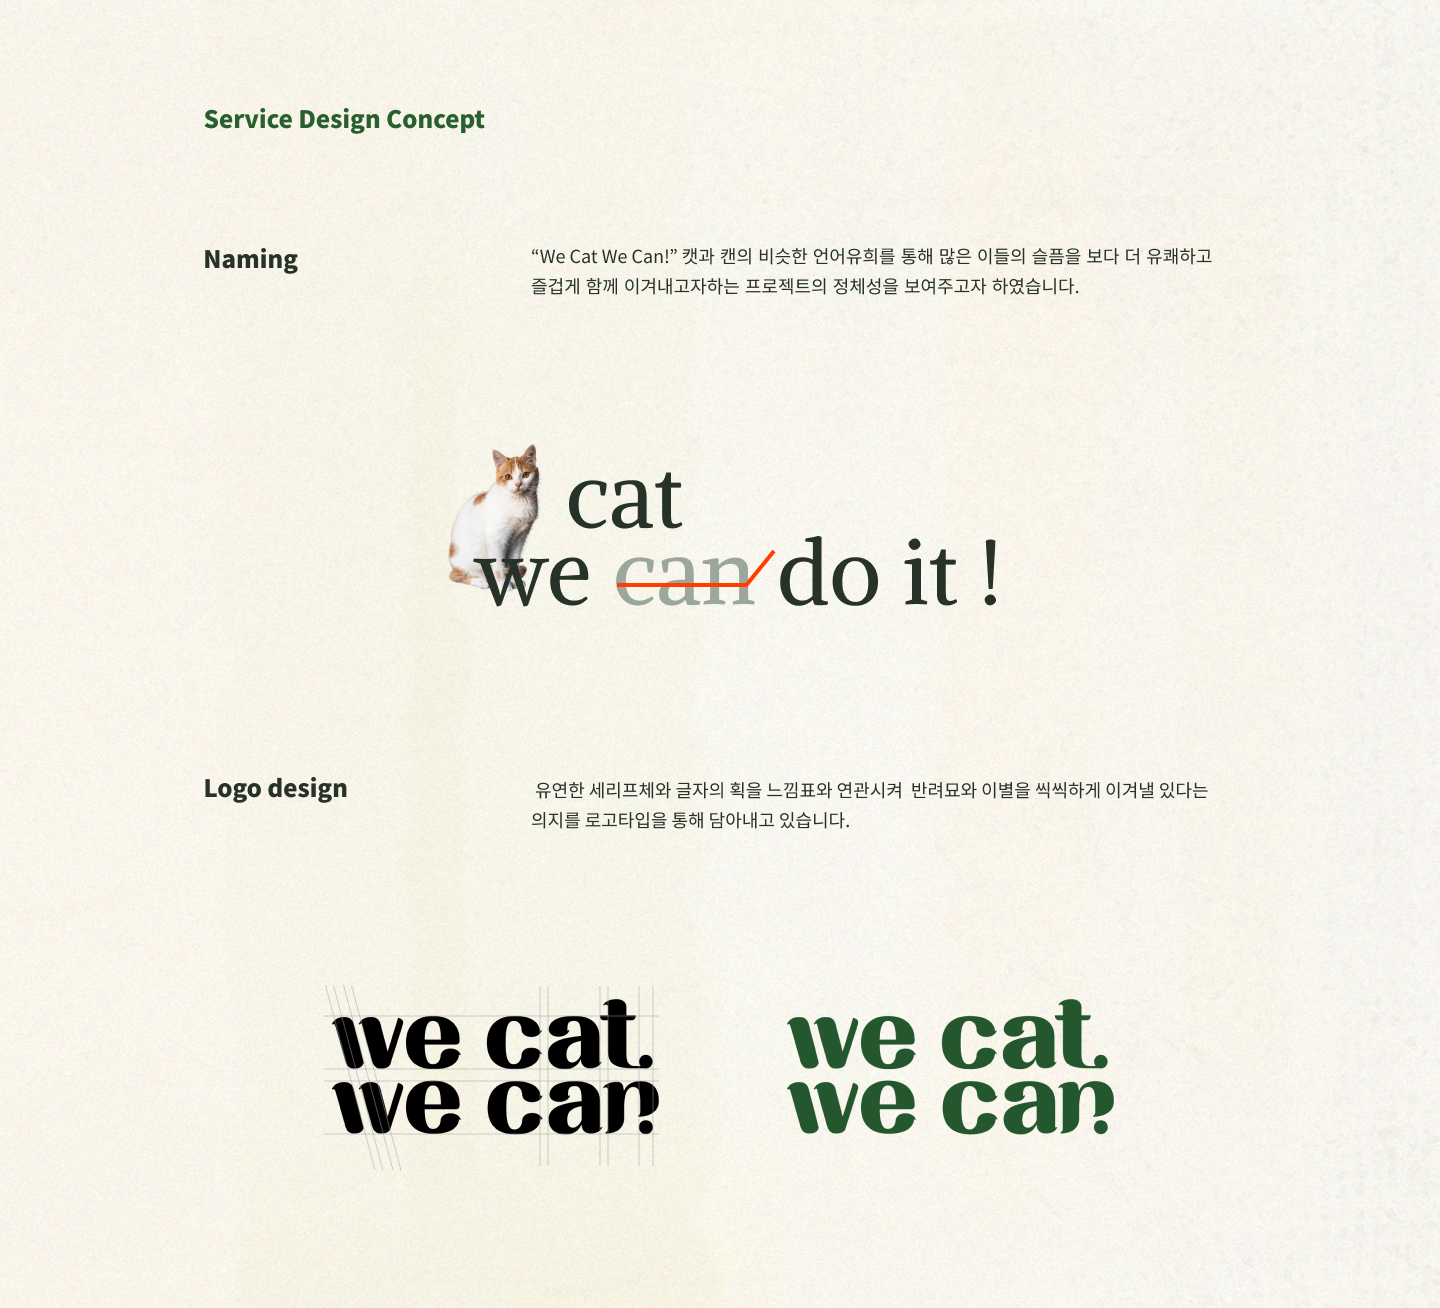 Service Design Concept
Naming
“We Cat We Can!” 캣과 캔의 비슷한 언어유희를 통해 많은 이들의 슬픔을 보다 더 유쾌하고
즐겁게 함께 이겨내고자하는 프로젝트의 정체성을 보여주고자 하였습니다.
cat
we can do it !
Logo design
유연한 세리프체와 글자의 획을 느낌표와 연관시켜 반려묘와 이별을 씩씩하게 이겨낼 있다는
의지를 로고타입을 통해 담아내고 있습니다.
we cat.
we can!
we cat.
we can!